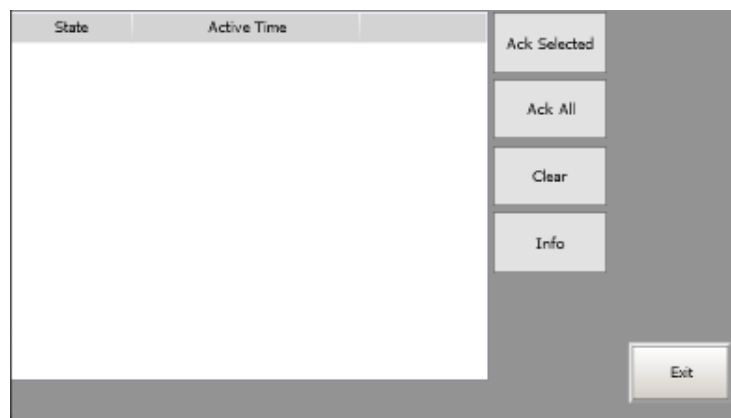 State Active Time
Ack Selected
Ack All
Clear
Info
Exit